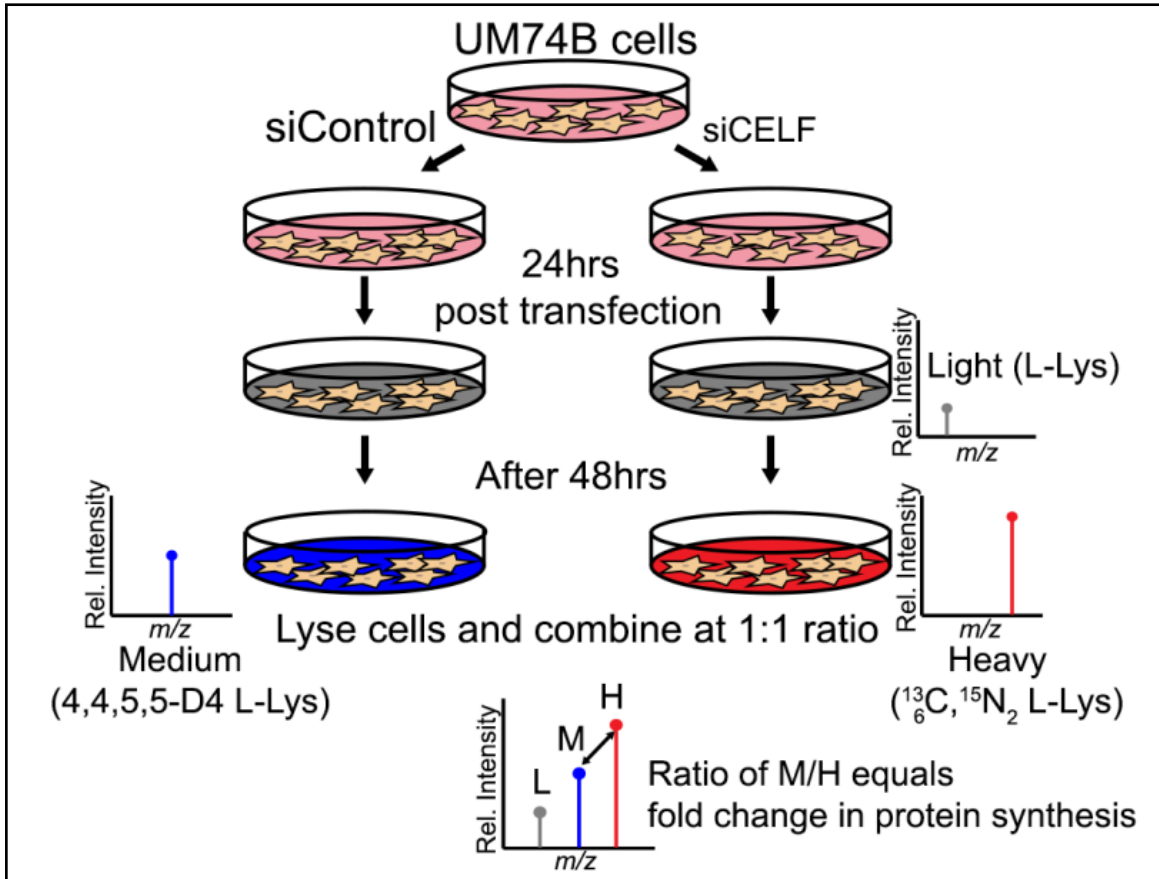 UM74B cells
siControl
siCELF
24hrs
post transfection
Rel. Intensity
Light (L-Lys)
m/z
After 48hrs
Rel. Intensity
m/z
Medium
(4,4,5,5-D4 L-Lys)
Rel. Intensity
m/z
Heavy
(¹³₆C,¹⁵N₂ L-Lys)
Lyse cells and combine at 1:1 ratio
Rel. Intensity
L
M
H
m/z
Ratio of M/H equals
fold change in protein synthesis